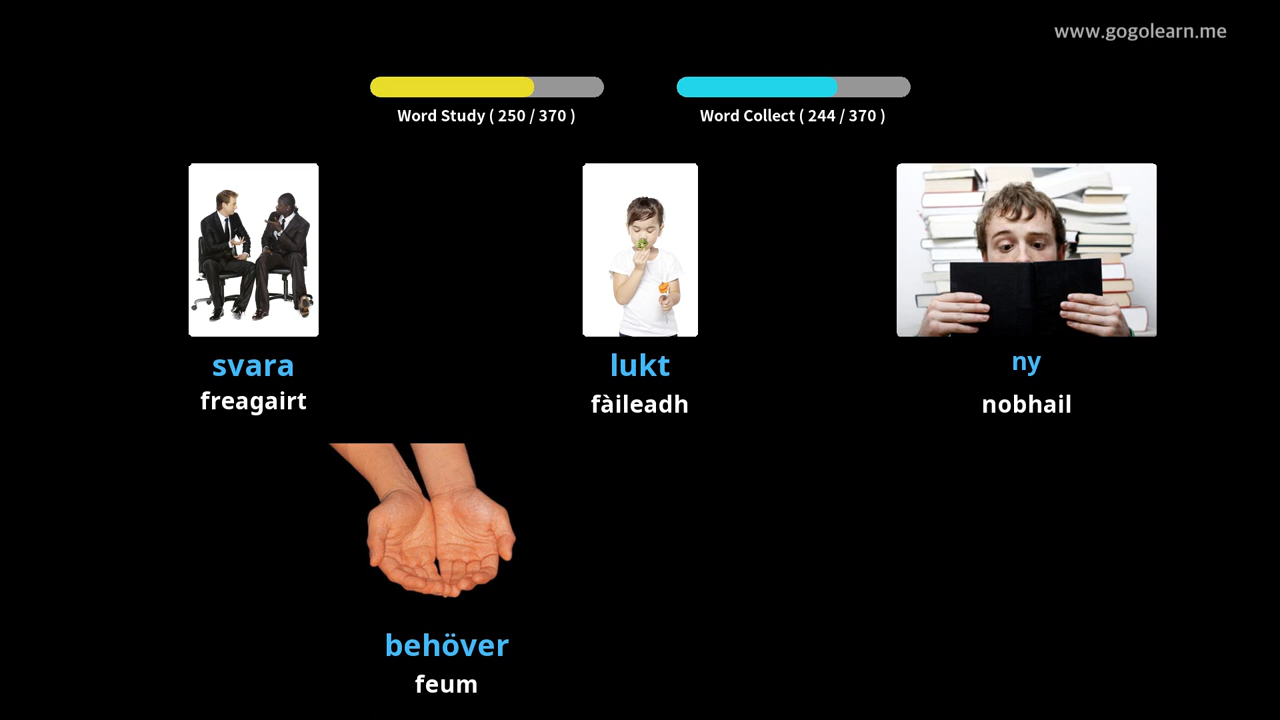 www.gogolearn.me
Word Study ( 250 / 370 )
Word Collect ( 244 / 370 )
svara
freagairt
lukt
fàileadh
ny
nobhail
behöver
feum